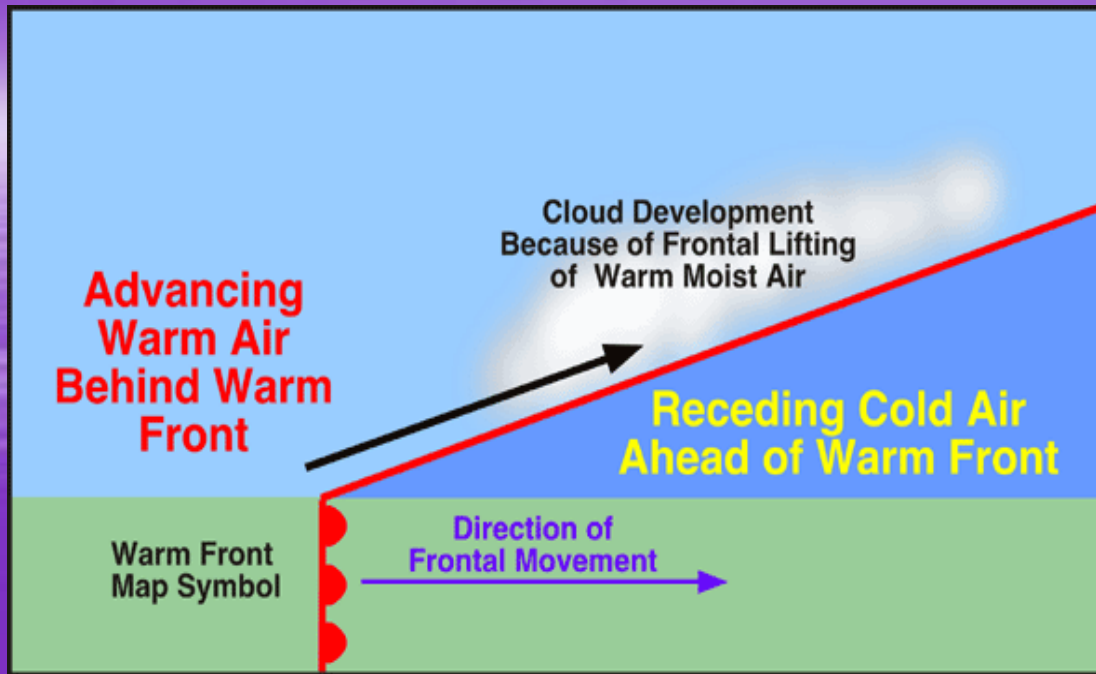 Cloud Development
Because of Frontal Lifting
of Warm Moist Air
Advancing
Warm Air
Behind Warm
Front
Receding Cold Air
Ahead of Warm Front
Warm Front
Map Symbol
Direction of
Frontal Movement